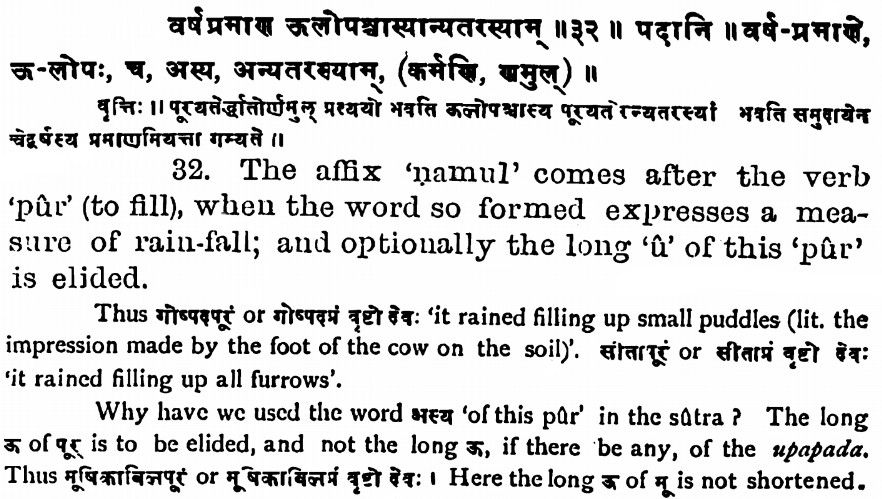 वर्षप्रमाण ऊलोपश्चास्यान्यतरस्याम् ॥३२॥ पदानि ॥ वर्ष-प्रमाणे,
ऊ-लोपः, च, अस्य, अन्यतरस्याम्, (कर्मणि, णमुल्) ॥
वृत्तिः ॥ पूरयतेर्द्धातोर्णमुल् प्रत्ययो भवति ऊलोपश्चास्य पूरयते रन्यतरस्यां भवति समुदायेन
चेद्वर्षस्य प्रमाणमियत्ता गम्यते ॥
32. The affix ‘ṇamul’ comes after the verb
‘pûr’ (to fill), when the word so formed expresses a mea-
sure of rain-fall; and optionally the long ‘û’ of this ‘pûr’
is elided.
Thus गोष्पदपूरं or गोष्पदप्रं वृष्टो देवः ‘it rained filling up small puddles (lit. the
impression made by the foot of the cow on the soil)’. सीतापूरं or सीताप्रं वृष्टो देवः
‘it rained filling up all furrows’.
Why have we used the word अस्य ‘of this pûr’ in the sûtra ? The long
ऊ of पूर् is to be elided, and not the long ऊ, if there be any, of the upapada.
Thus मूषिकाबिलपूरं or मूषिकाबिलप्रं वृष्टो देवः । Here the long ऊ of मू is not shortened.